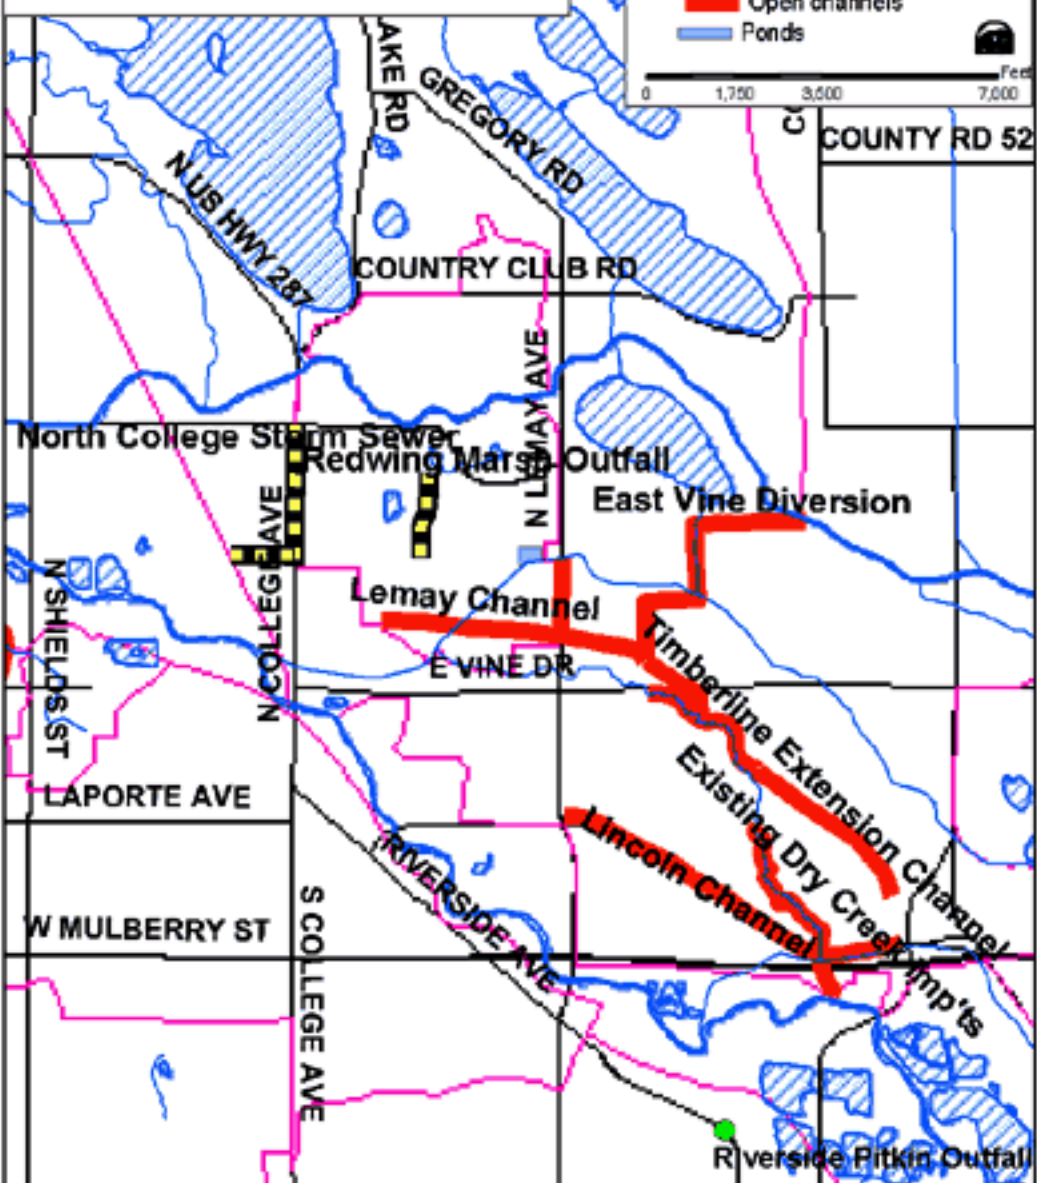 Open channels
Ponds
Feet
0 1,750 3,500 7,000
AKE RD
GREGORY RD
CO
COUNTY RD 52
N US HWY 287
COUNTRY CLUB RD
N LEMAY AVE
North College Storm Sewer
Redwing Marsh Outfall
East Vine Diversion
N COLLEGE AVE
N SHIELDS ST
Lemay Channel
E VINE DR
Timberline Extension Channel
Existing Dry Creek Imp'ts
LAPORTE AVE
Lincoln Channel
RIVERSIDE AVE
W MULBERRY ST
S COLLEGE AVE
Riverside Pitkin Outfall